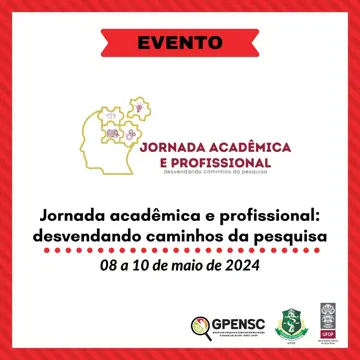 EVENTO
JORNADA ACADÊMICA
E PROFISSIONAL
desvendando caminhos da pesquisa
Jornada acadêmica e profissional:
desvendando caminhos da pesquisa
08 a 10 de maio de 2024
GPENSC
UFOP